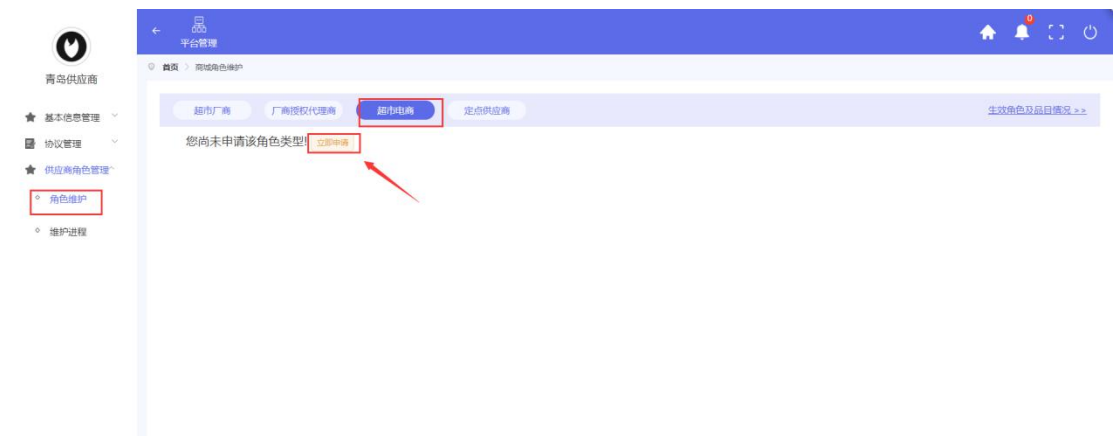 青岛供应商
基本信息管理
协议管理
供应商角色管理
角色维护
维护进程
平台管理
0
首页 > 商城角色维护
超市厂商 厂商授权代理商 超市电商 定点供应商 生效角色及品目情况 >>
您尚未申请该角色类型! 立即申请